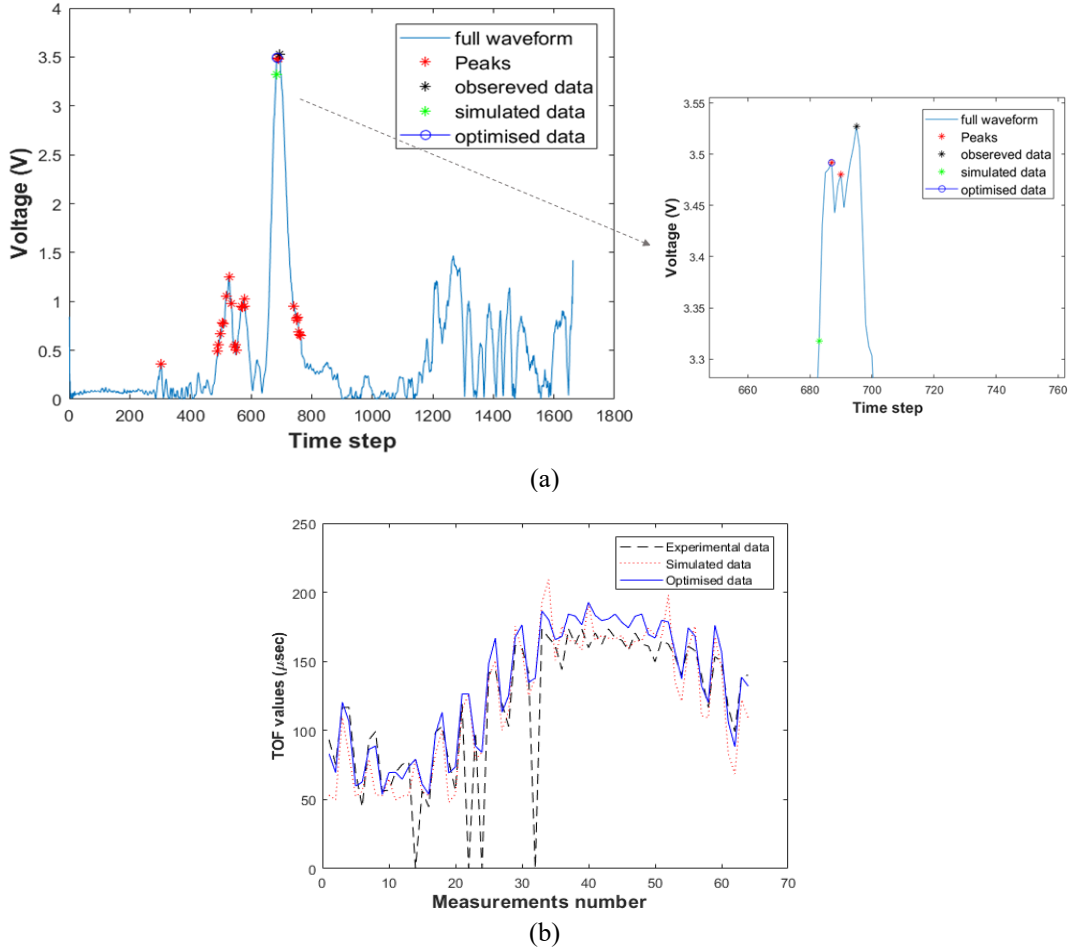 4
3.5
3
2.5
2
1.5
1
0.5
0
Voltage (V)
0 200 400 600 800 1000 1200 1400 1600 1800
Time step
full waveform
Peaks
obsereved data
simulated data
optimised data
3.55
3.5
3.45
3.4
3.35
3.3
Voltage (V)
660 680 700 720 740 760
Time step
full waveform
Peaks
obsereved data
simulated data
optimised data
(a)
250
200
150
100
50
0
TOF values (μsec)
0 10 20 30 40 50 60 70
Measurements number
Experimental data
Simulated data
Optimised data
(b)